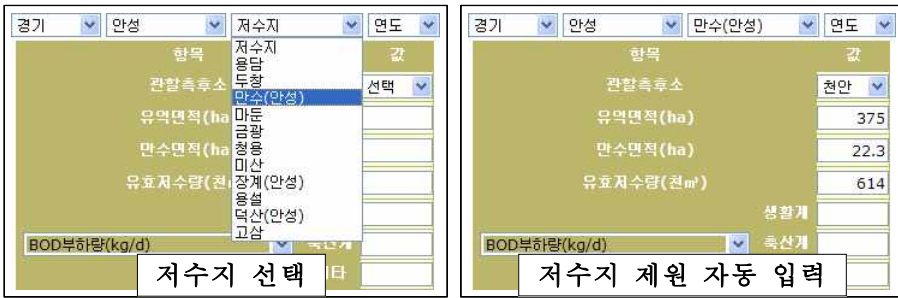 경기 안성 저수지 연도
항목 값
저수지
용담
관할측후소 두창 선택
만수(안성)
유역면적(ha 마둔
금광
만수면적(ha 청용
미산
유효저수량(천 장계(안성)
용설
덕산(안성)
고삼
BOD부하량(kg/d)
저수지 선택
경기 안성 만수(안성) 연도
항목 값
관할측후소 천안
유역면적(ha) 375
만수면적(ha) 22.3
유효저수량(천㎥) 614
생활계
BOD부하량(kg/d) 축산계
저수지 제원 자동 입력